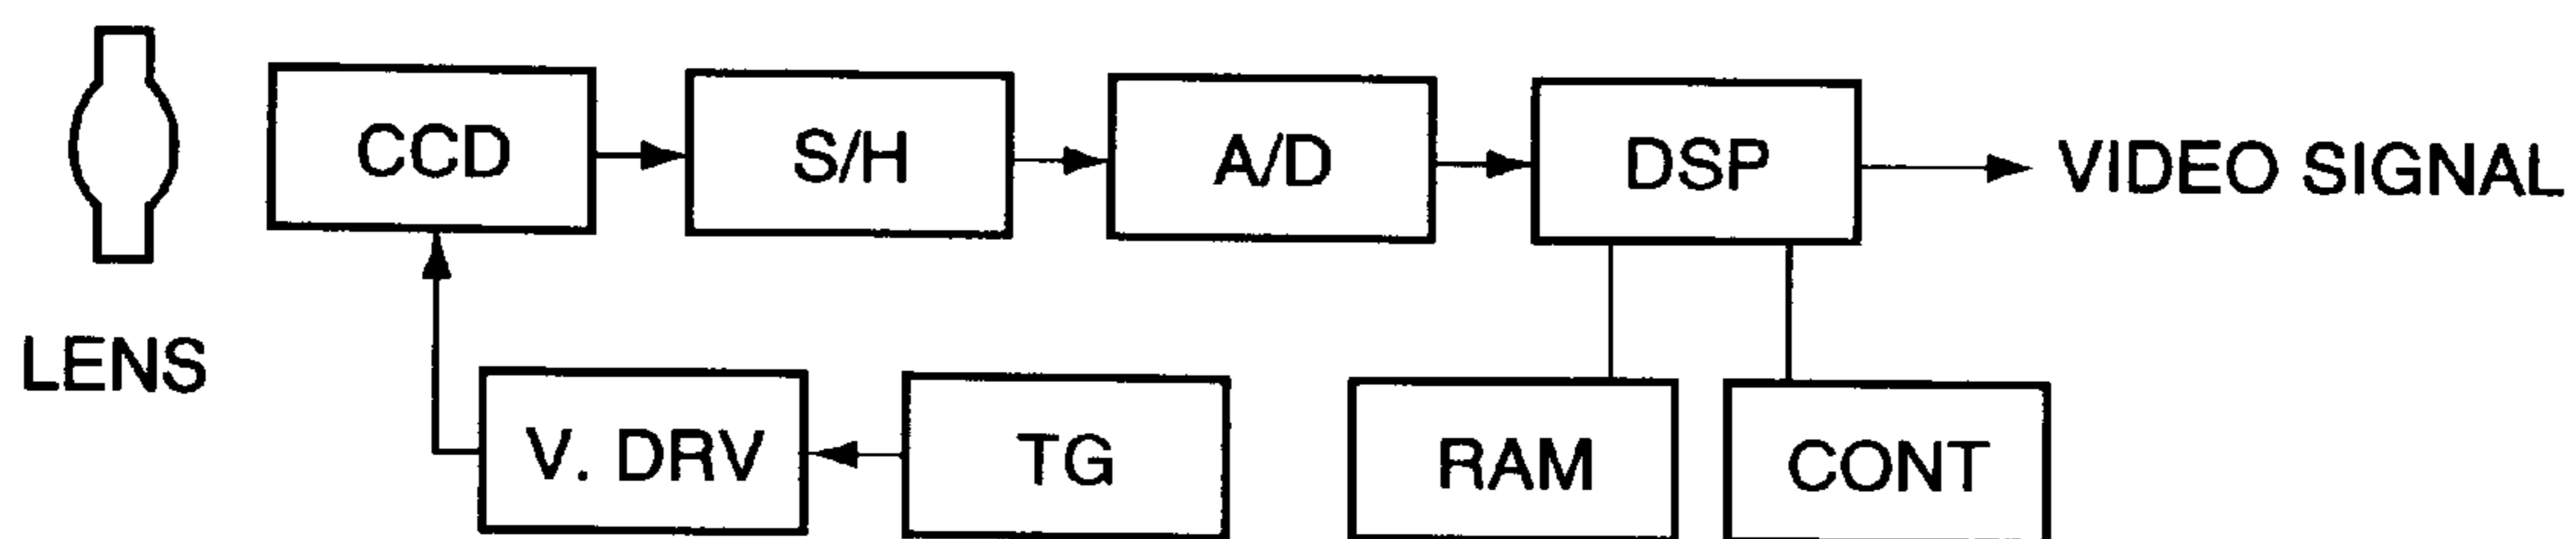 CCD
S/H
A/D
DSP
VIDEO SIGNAL
LENS
V. DRV
TG
RAM
CONT